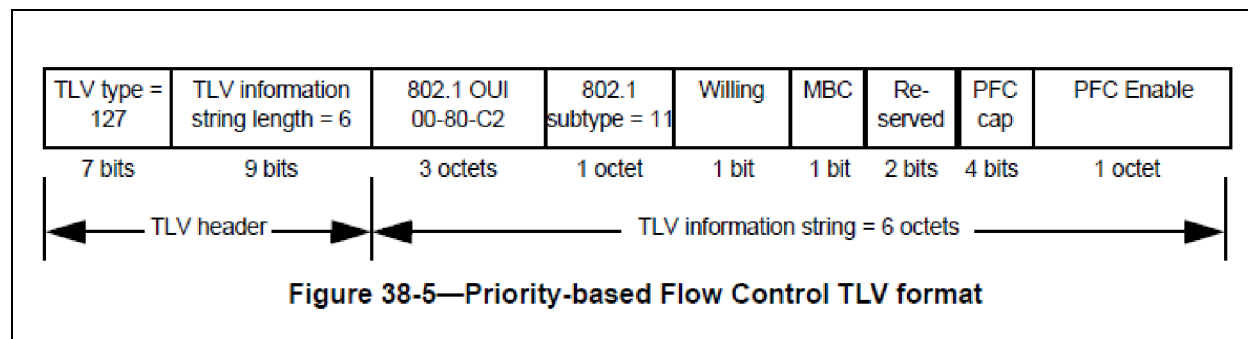 TLV type =
127
TLV information
string length = 6
802.1 OUI
00-80-C2
802.1
subtype = 11
Willing
MBC
Re-
served
PFC
cap
PFC Enable
7 bits
9 bits
3 octets
1 octet
1 bit
1 bit
2 bits
4 bits
1 octet
TLV header
TLV information string = 6 octets
Figure 38-5—Priority-based Flow Control TLV format